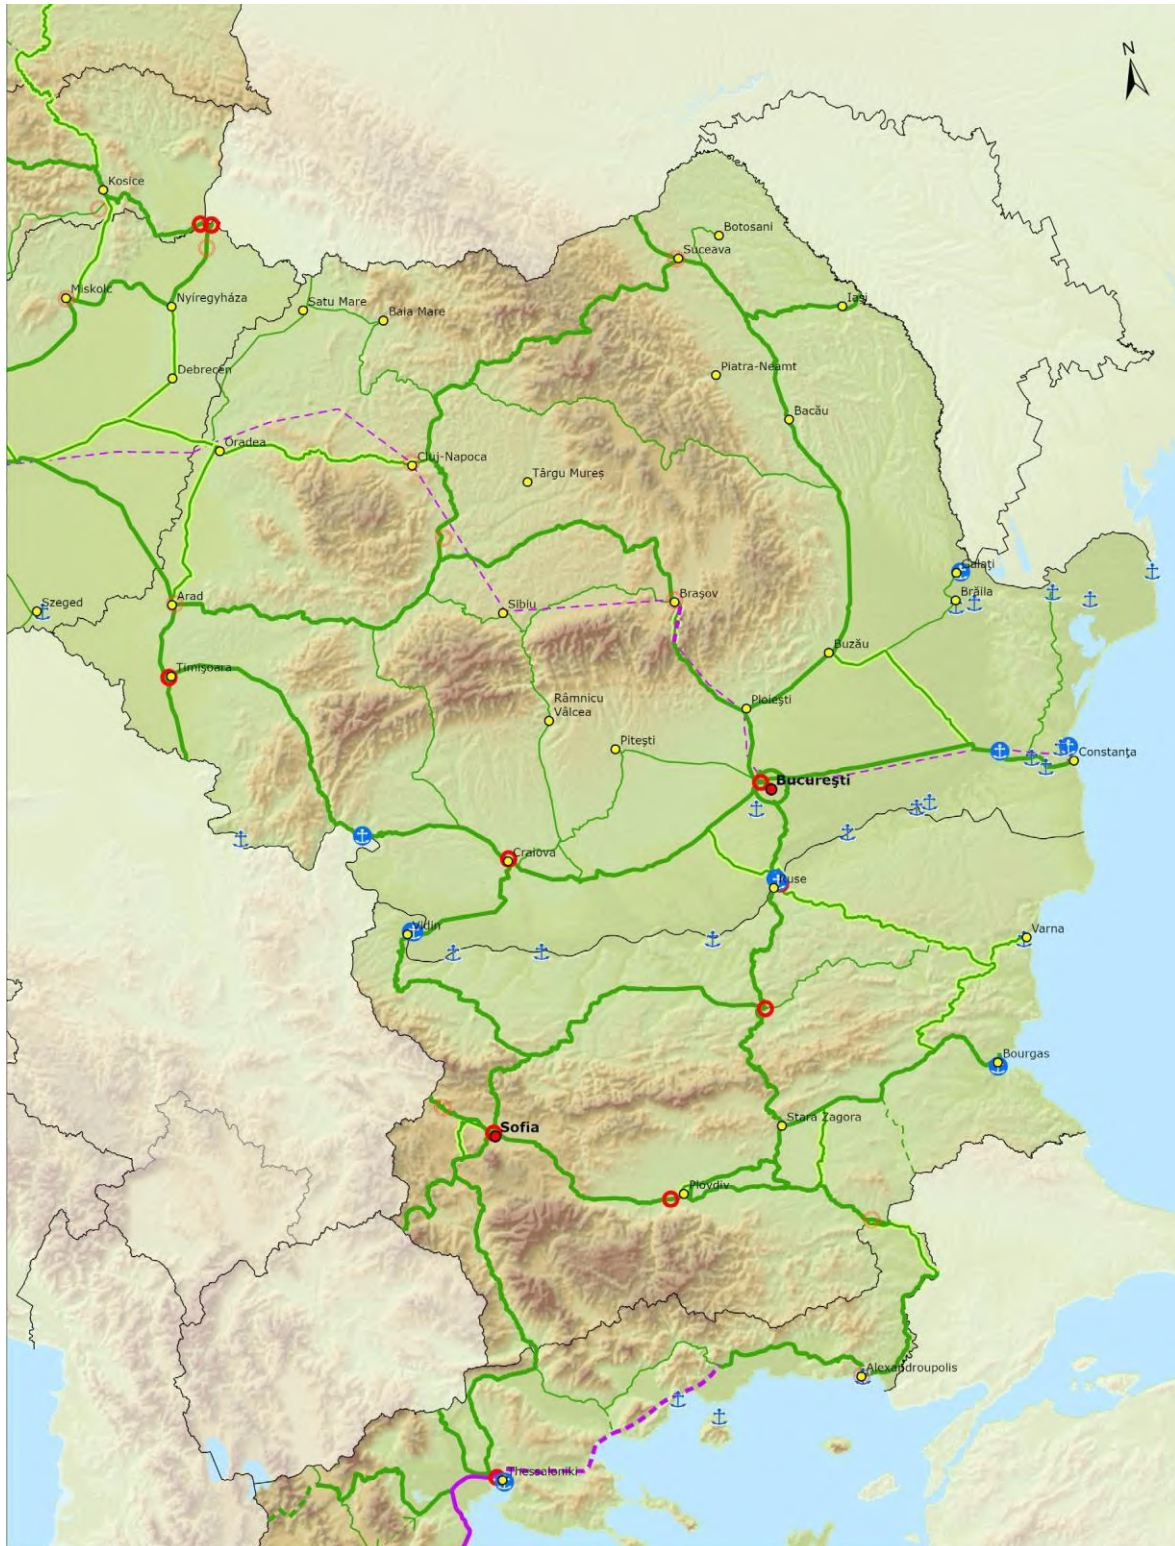 N
Kosice
Botosani
Suceava
Miskolc
Nyíregyháza
Satu Mare
Baia Mare
Iaşi
Debrecen
Piatra-Neamt
Bacău
Oradea
Cluj-Napoca
Târgu Mureș
Galaţi
Szeged
Arad
Sibiu
Braşov
Brăila
Timişoara
Buzău
Râmnicu
Vâlcea
Ploieşti
Piteşti
Constanţa
Bucureşti
Craiova
Ruse
Vidin
Varna
Bourgas
Sofia
Stara Zagora
Plovdiv
Alexandroupolis
Thessaloniki